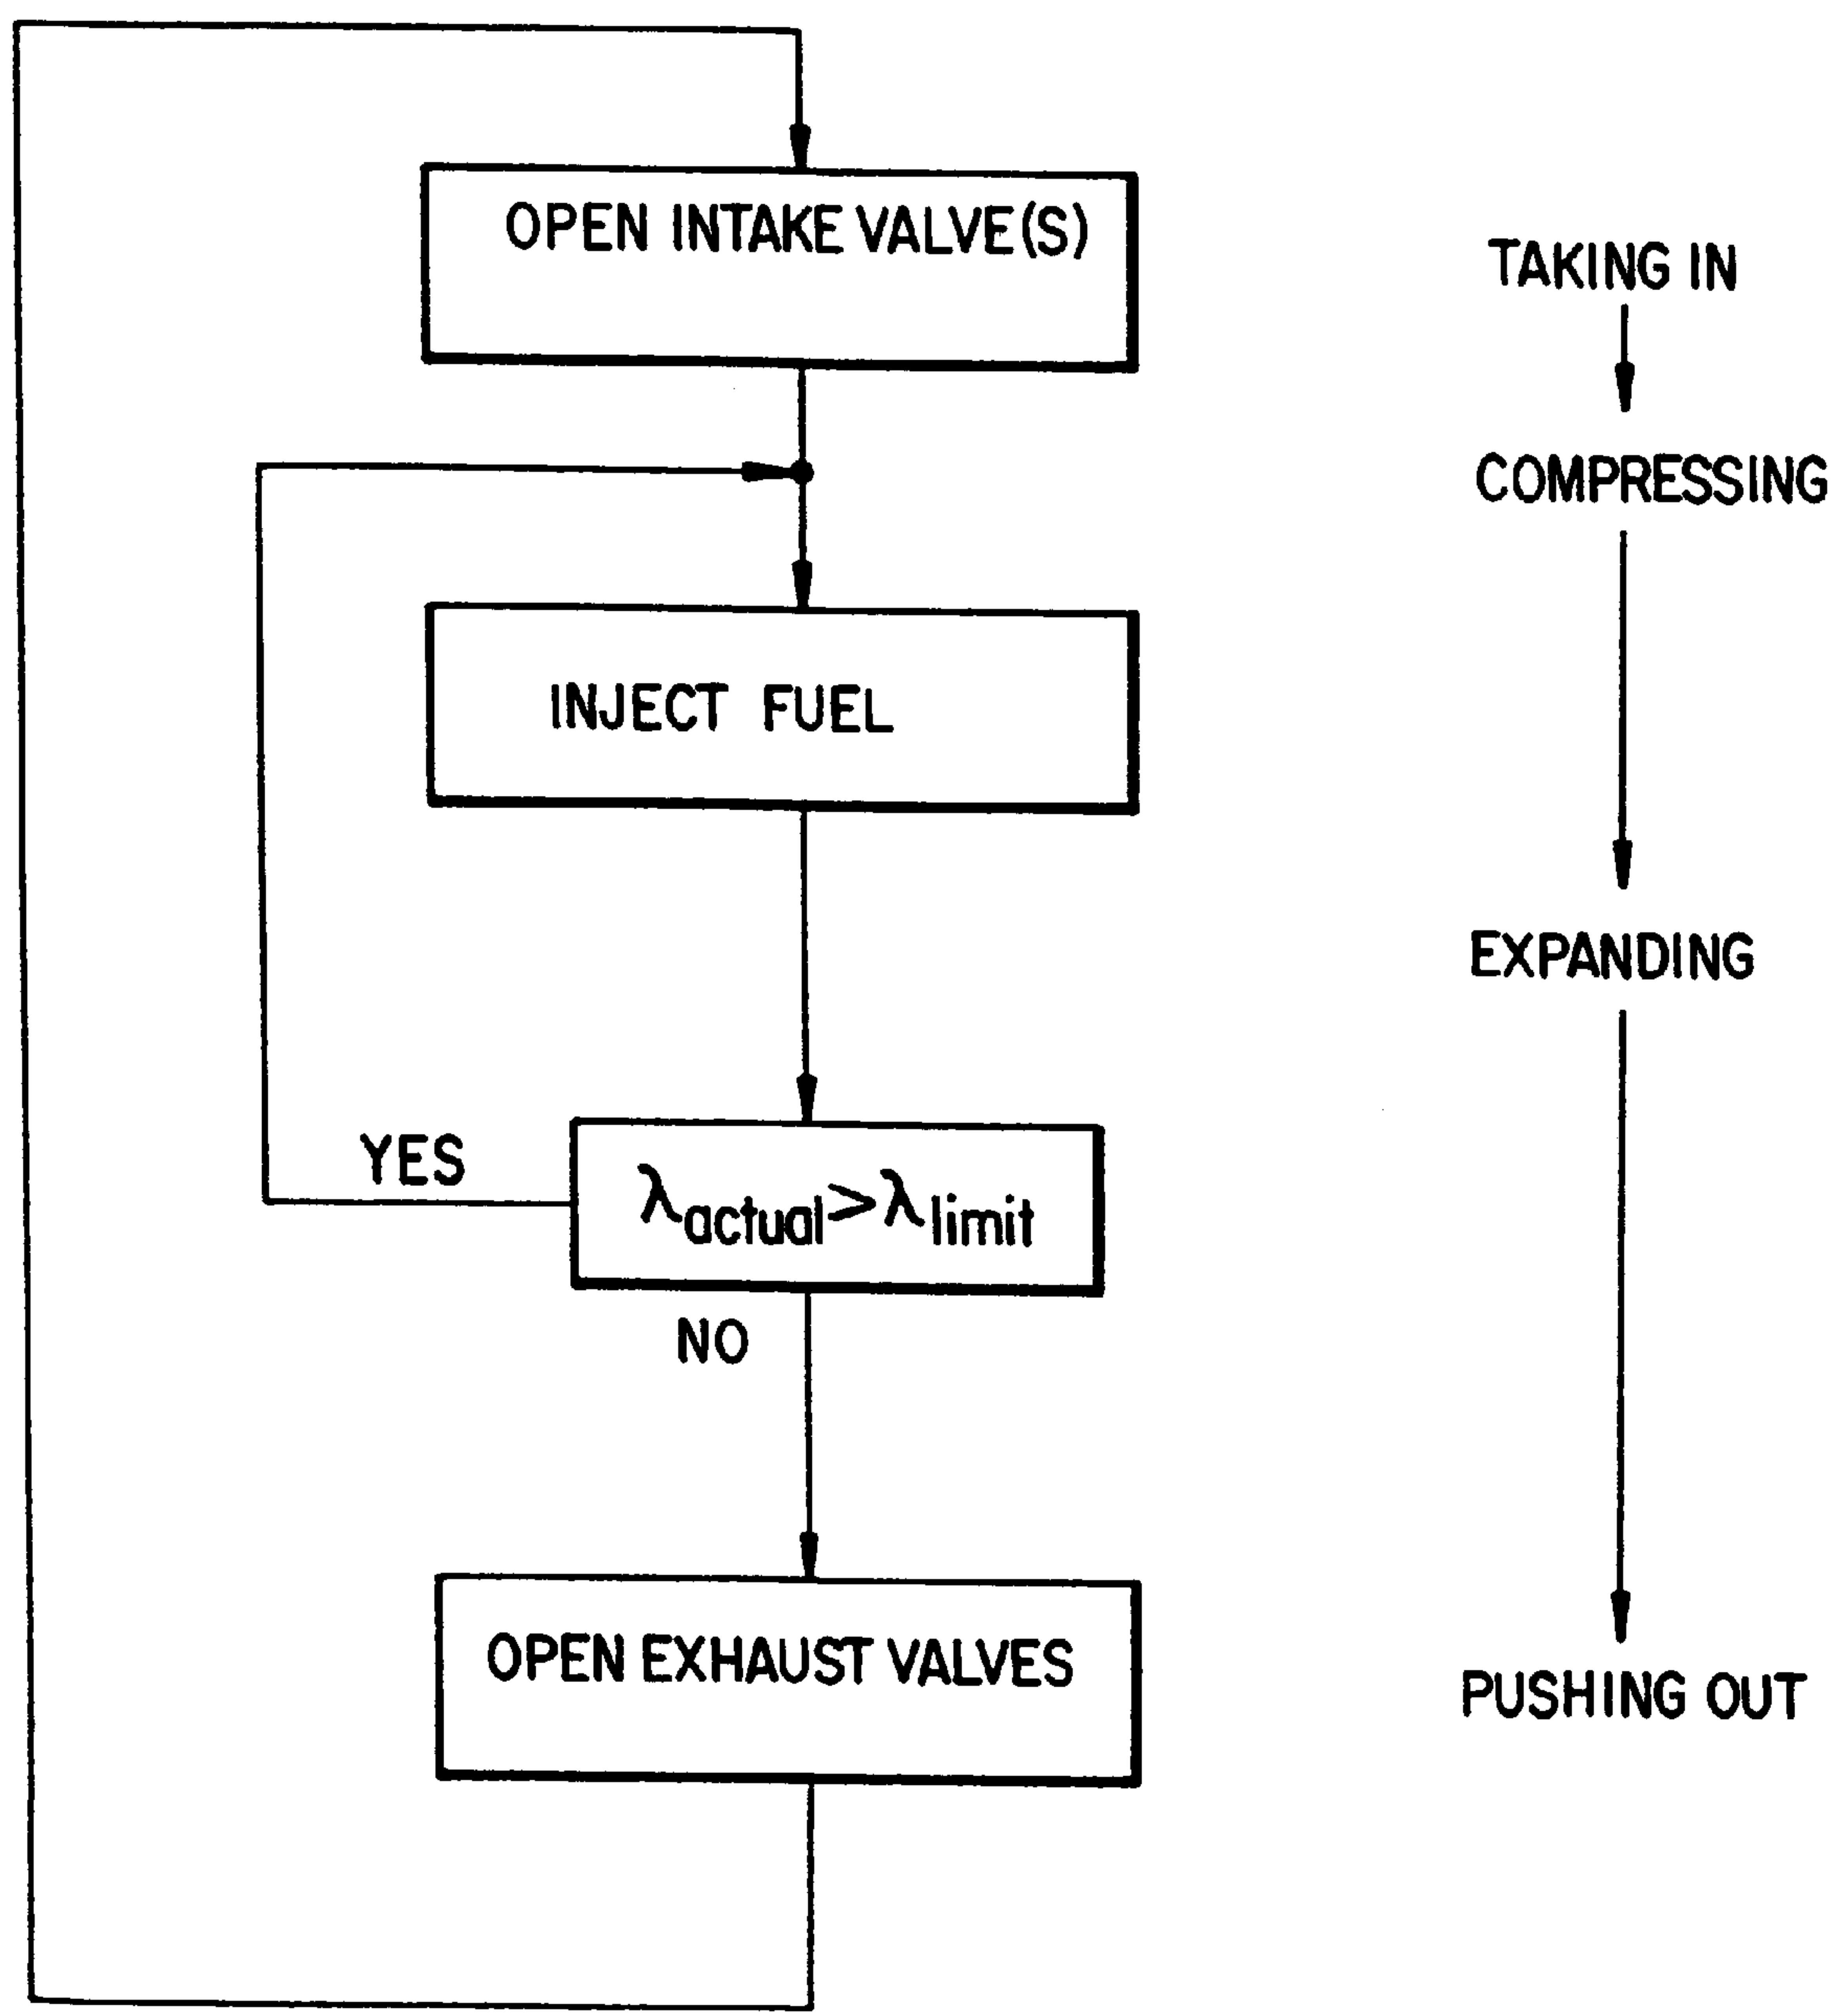 OPEN INTAKE VALVE(S)
TAKING IN
COMPRESSING
INJECT FUEL
EXPANDING
YES
λactual>λlimit
NO
OPEN EXHAUST VALVES
PUSHING OUT